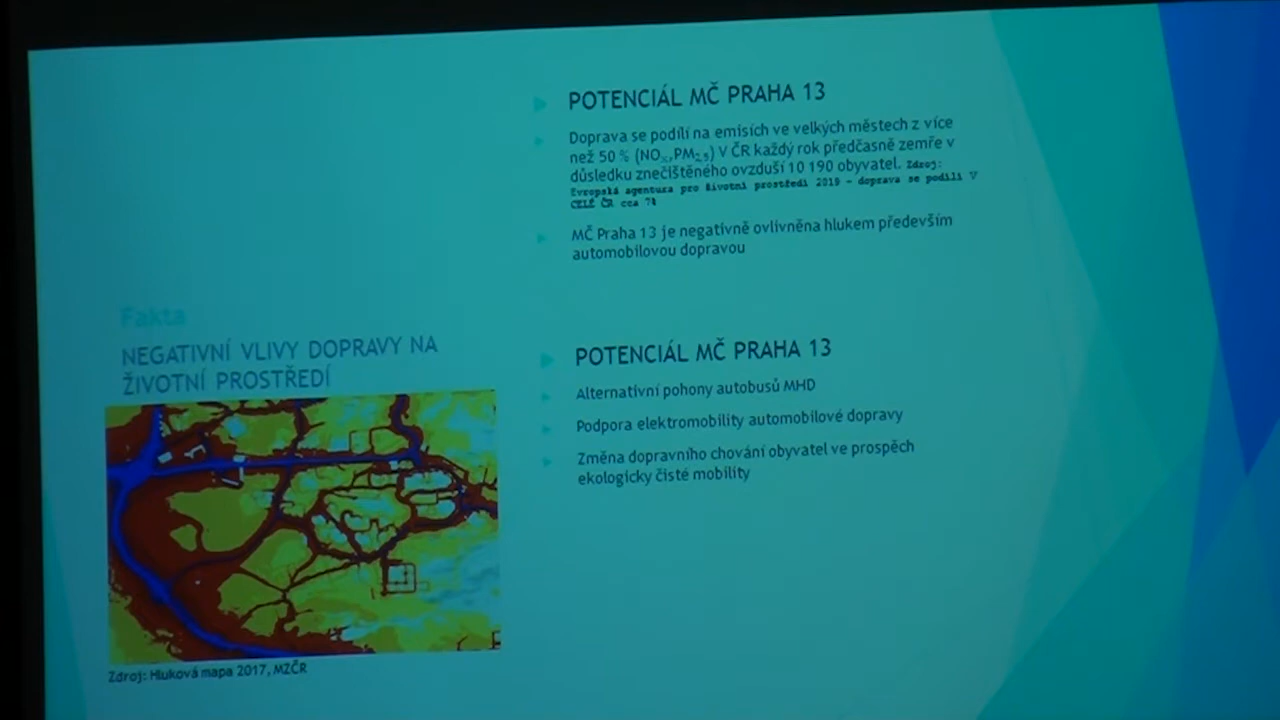 Fakta
NEGATIVNÍ VLIVY DOPRAVY NA
ŽIVOTNÍ PROSTŘEDÍ
Zdroj: Hluková mapa 2017, MZČR
POTENCIÁL MČ PRAHA 13
Doprava se podílí na emisích ve velkých městech z více
než 50 % (NOₓ,PM₂,₅) V ČR každý rok předčasně zemře v
důsledku znečištěného ovzduší 10 190 obyvatel. Zdroj:
Evropská agentura pro životní prostředí 2019 – doprava se podílí V
CELÉ ČR cca 7%
MČ Praha 13 je negativně ovlivněna hlukem především
automobilovou dopravou
POTENCIÁL MČ PRAHA 13
Alternativní pohony autobusů MHD
Podpora elektromobility automobilové dopravy
Změna dopravního chování obyvatel ve prospěch
ekologicky čisté mobility